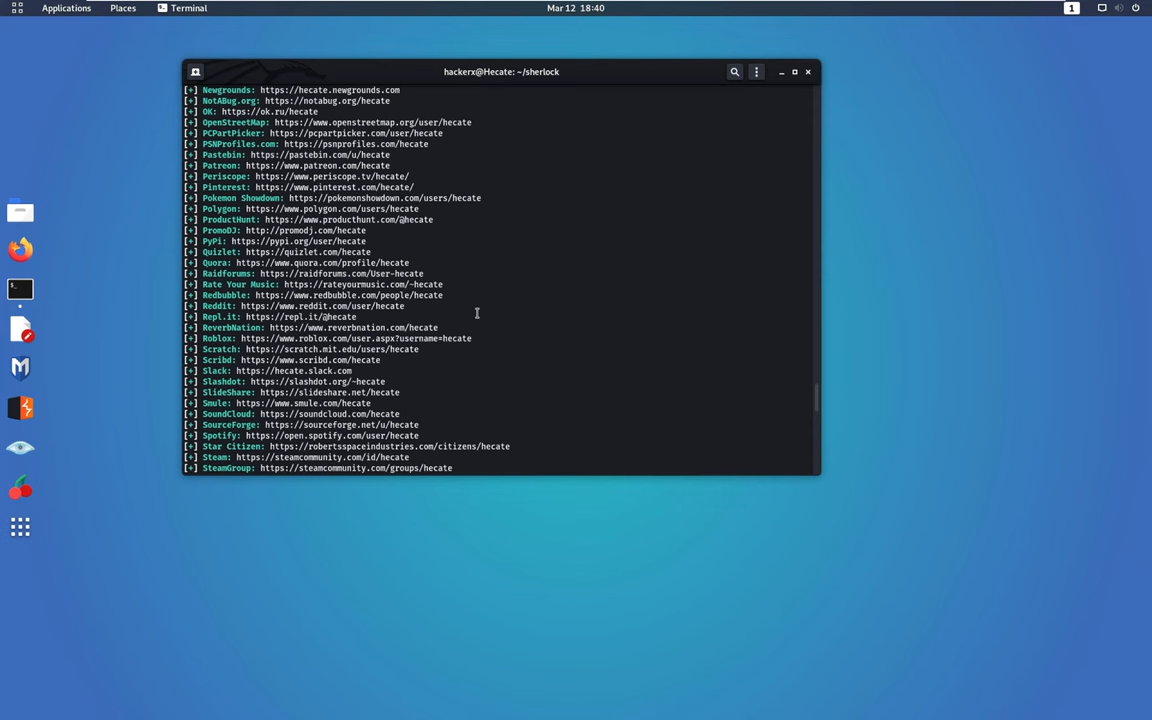 Applications Places Terminal Mar 12 18:40 1
hackerx@Hecate: ~/sherlock
[+] Newgrounds: https://hecate.newgrounds.com
[+] NotABug.org: https://notabug.org/hecate
[+] OK: https://ok.ru/hecate
[+] OpenStreetMap: https://www.openstreetmap.org/user/hecate
[+] PCPartPicker: https://pcpartpicker.com/user/hecate
[+] PSNProfiles.com: https://psnprofiles.com/hecate
[+] Pastebin: https://pastebin.com/u/hecate
[+] Patreon: https://www.patreon.com/hecate
[+] Periscope: https://www.periscope.tv/hecate/
[+] Pinterest: https://www.pinterest.com/hecate/
[+] Pokemon Showdown: https://pokemonshowdown.com/users/hecate
[+] Polygon: https://www.polygon.com/users/hecate
[+] ProductHunt: https://www.producthunt.com/@hecate
[+] PromoDJ: http://promodj.com/hecate
[+] PyPi: https://pypi.org/user/hecate
[+] Quizlet: https://quizlet.com/hecate
[+] Quora: https://www.quora.com/profile/hecate
[+] Raidforums: https://raidforums.com/User-hecate
[+] Rate Your Music: https://rateyourmusic.com/~hecate
[+] Redbubble: https://www.redbubble.com/people/hecate
[+] Reddit: https://www.reddit.com/user/hecate
[+] Repl.it: https://repl.it/@hecate
[+] ReverbNation: https://www.reverbnation.com/hecate
[+] Roblox: https://www.roblox.com/user.aspx?username=hecate
[+] Scratch: https://scratch.mit.edu/users/hecate
[+] Scribd: https://www.scribd.com/hecate
[+] Slack: https://hecate.slack.com
[+] Slashdot: https://slashdot.org/~hecate
[+] SlideShare: https://slideshare.net/hecate
[+] Smule: https://www.smule.com/hecate
[+] SoundCloud: https://soundcloud.com/hecate
[+] SourceForge: https://sourceforge.net/u/hecate
[+] Spotify: https://open.spotify.com/user/hecate
[+] Star Citizen: https://robertsspaceindustries.com/citizens/hecate
[+] Steam: https://steamcommunity.com/id/hecate
[+] SteamGroup: https://steamcommunity.com/groups/hecate